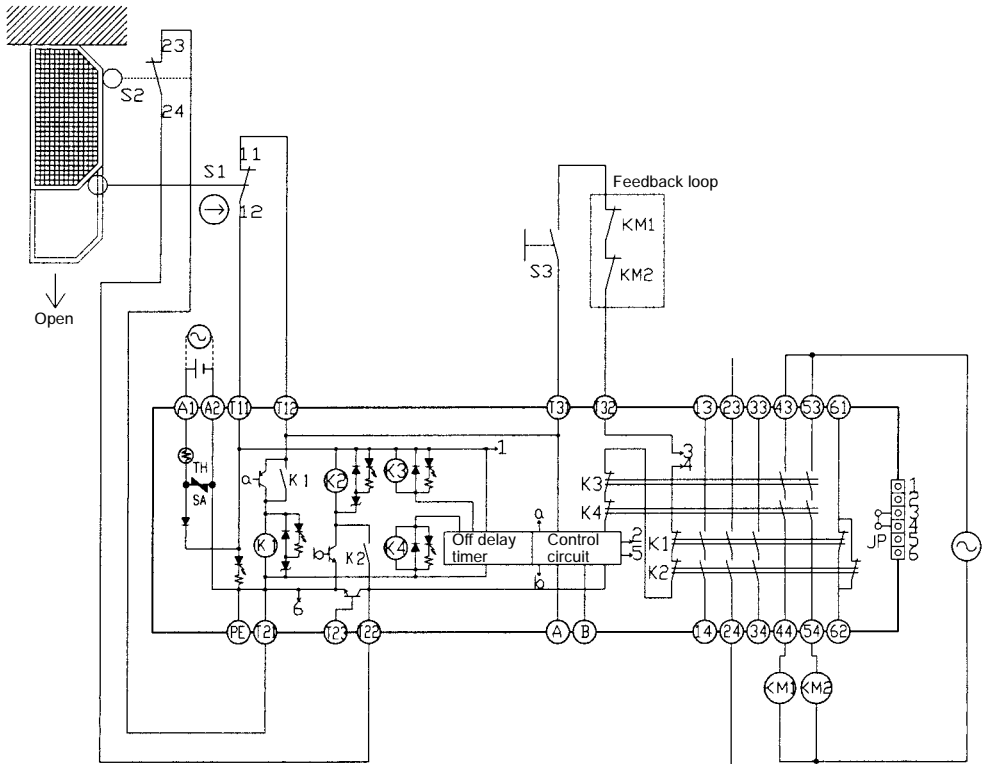 23
S2
24
11
S1
12
Open
Feedback loop
KM1
KM2
S3
A1 A2 T11 T12 T31 T32 13 23 33 43 53 61
TH
SA
a
K1
K2
K3
1
3
4
K3
K4
1
2
3
4
5
6
JP
K1
b
K2
K4
a
Off delay timer
Control circuit
b
2
5
K1
K2
6
PE T21 T23 T22 A B 14 24 34 44 54 62
KM1 KM2